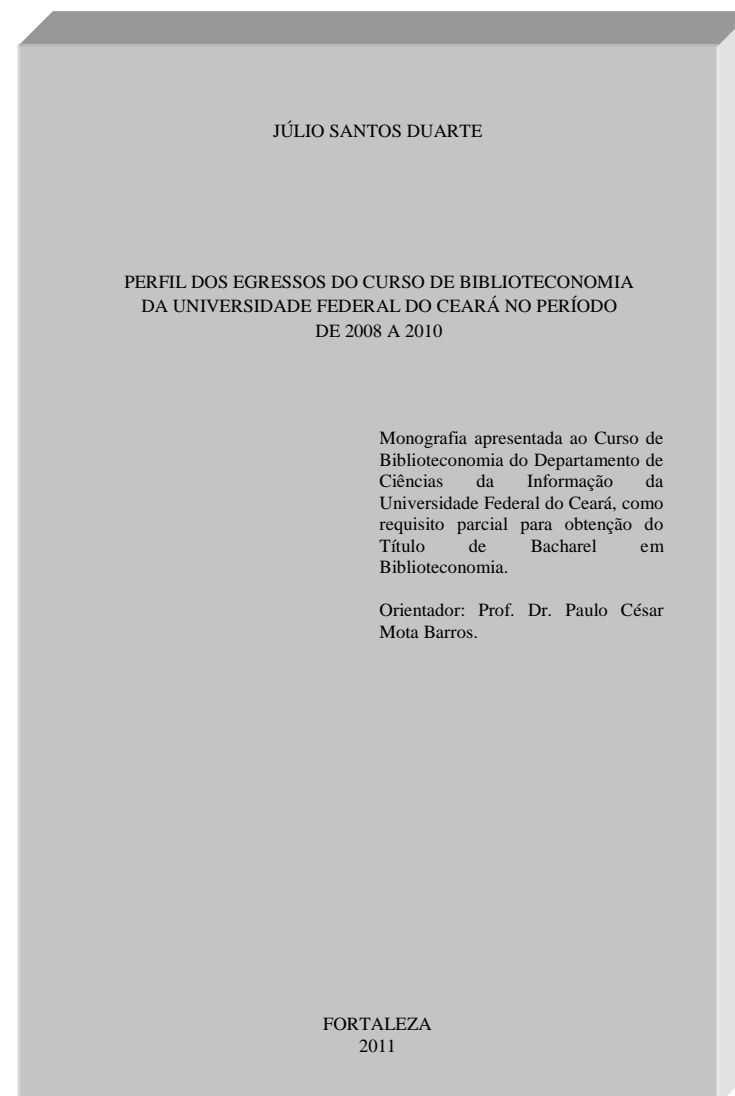 JÚLIO SANTOS DUARTE
PERFIL DOS EGRESSOS DO CURSO DE BIBLIOTECONOMIA
DA UNIVERSIDADE FEDERAL DO CEARÁ NO PERÍODO
DE 2008 A 2010
Monografia apresentada ao Curso de
Biblioteconomia do Departamento de
Ciências da Informação da
Universidade Federal do Ceará, como
requisito parcial para obtenção do
Título de Bacharel em
Biblioteconomia.
Orientador: Prof. Dr. Paulo César
Mota Barros.
FORTALEZA
2011